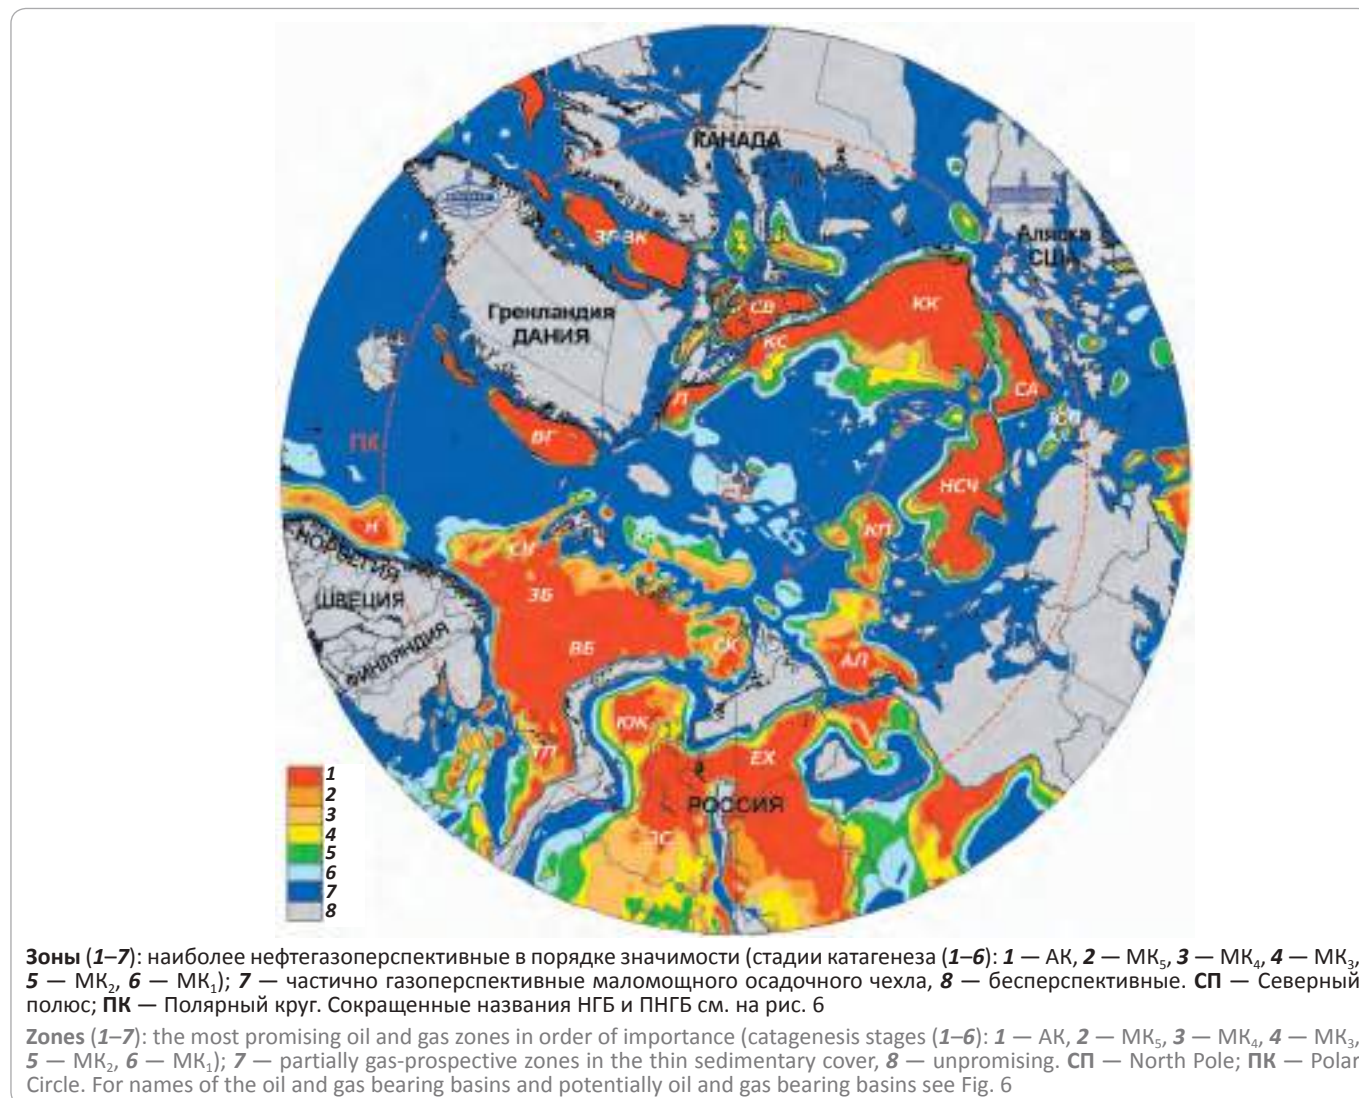 КАНАДА
Аляска
США
ЗГ-ЗК
Гренландия
ДАНИЯ
СВ
КК
КС
Л
СА
ПК
ВГ
НСЧ
Н
КП
НОРВЕГИЯ
ШВЕЦИЯ
ФИНЛЯНДИЯ
ЗБ
ВБ
СК
АЛ
ЮК
ТП
ЕХ
РОССИЯ
ЗС
1
2
3
4
5
6
7
8
Зоны (1–7): наиболее нефтегазоперспективные в порядке значимости (стадии катагенеза (1–6): 1 — АК, 2 — МК₅, 3 — МК₄, 4 — МК₃,
5 — МК₂, 6 — МК₁); 7 — частично газоперспективные маломощного осадочного чехла, 8 — бесперспективные. СП — Северный
полюс; ПК — Полярный круг. Сокращенные названия НГБ и ПНГБ см. на рис. 6
Zones (1–7): the most promising oil and gas zones in order of importance (catagenesis stages (1–6): 1 — АК, 2 — МК₅, 3 — МК₄, 4 — МК₃,
5 — МК₂, 6 — МК₁); 7 — partially gas-prospective zones in the thin sedimentary cover, 8 — unpromising. СП — North Pole; ПК — Polar
Circle. For names of the oil and gas bearing basins and potentially oil and gas bearing basins see Fig. 6